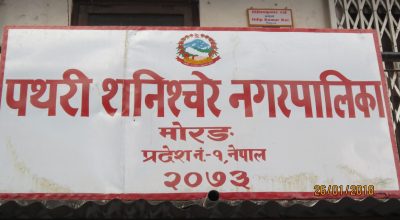 पथरी शनिश्चरे नगरपालिका
मोरङ
प्रदेश नं.-१, नेपाल
२०७३
25/01/2018